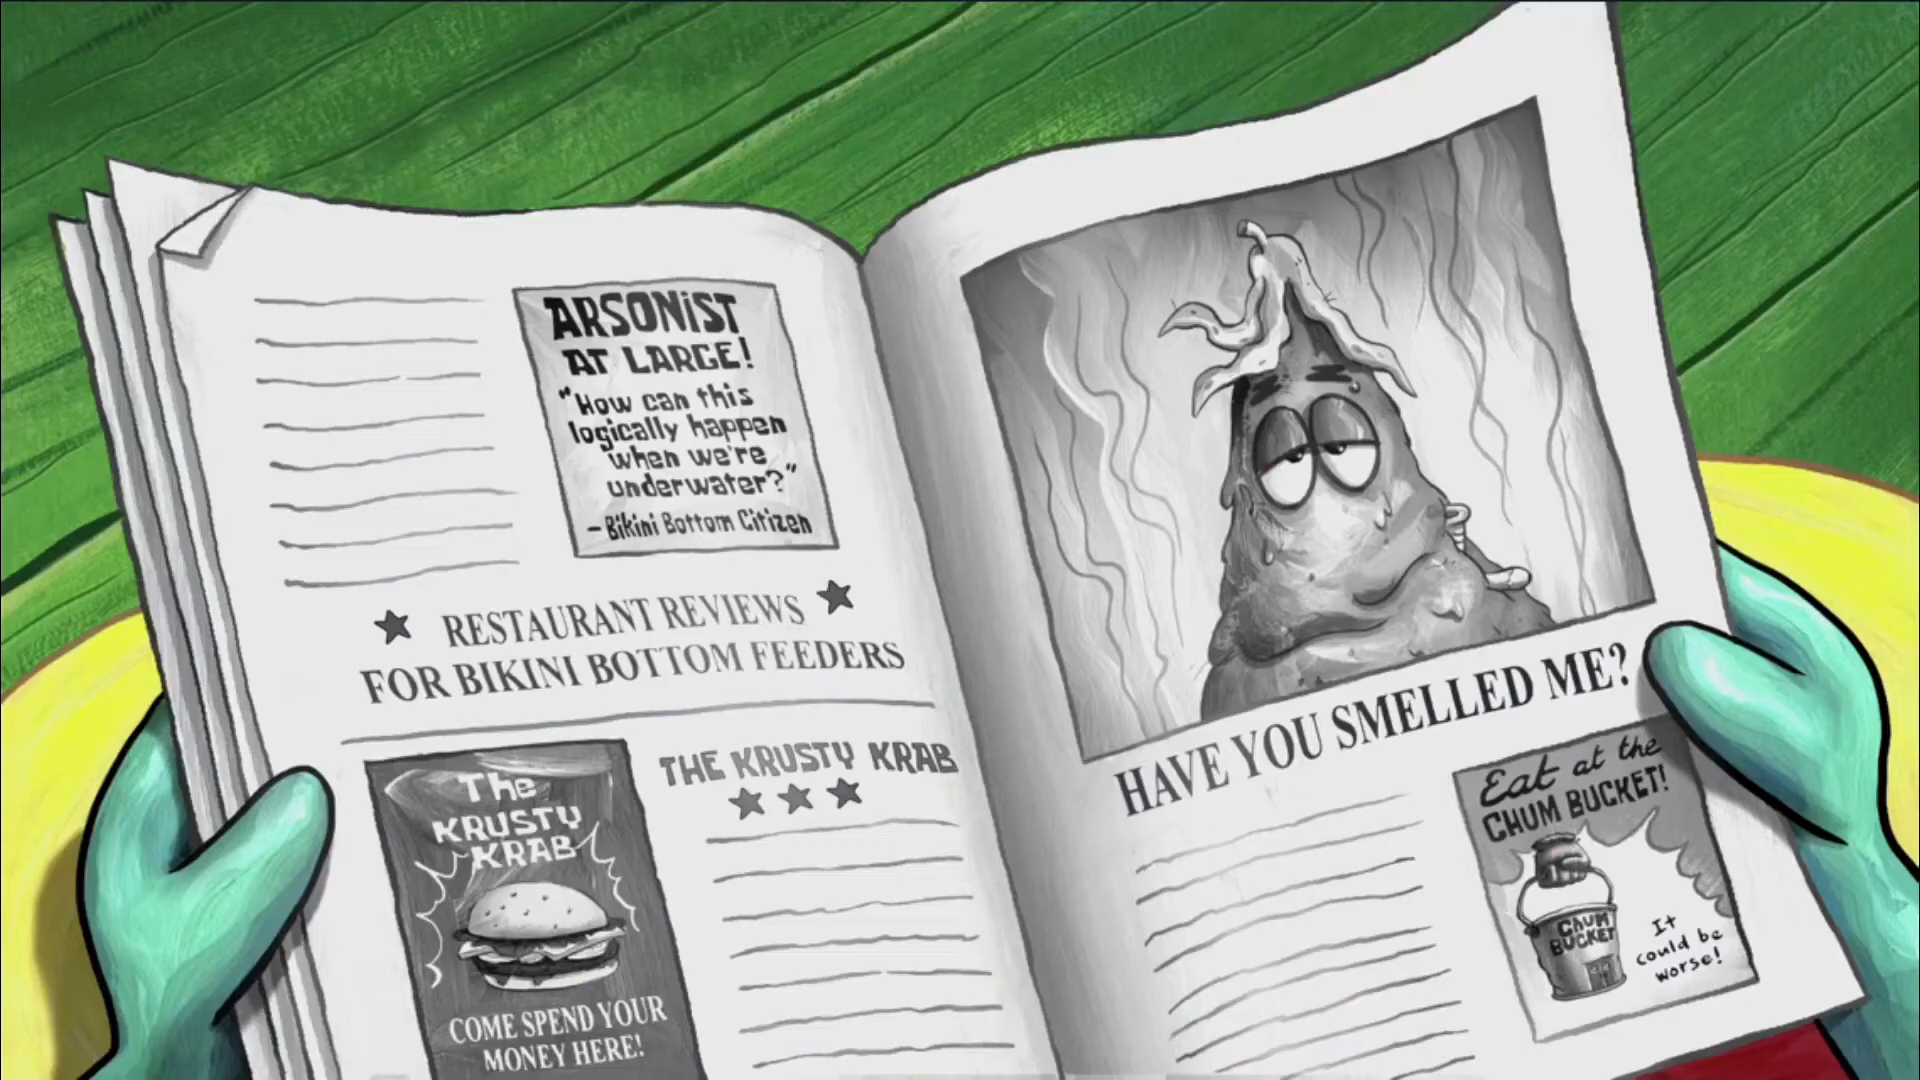 ARSONiST
AT LARGE!
"How can this
logically happen
when we're
underwater?"
- Bikini Bottom Citizen
RESTAURANT REVIEWS
FOR BIKINI BOTTOM FEEDERS
The
KRUSTY
KRAB
COME SPEND YOUR
MONEY HERE!
THE KRUSTY KRAB
HAVE YOU SMELLED ME?
Eat at the
CHUM BUCKET!
CHUM
BUCKET
It
could be
worse!